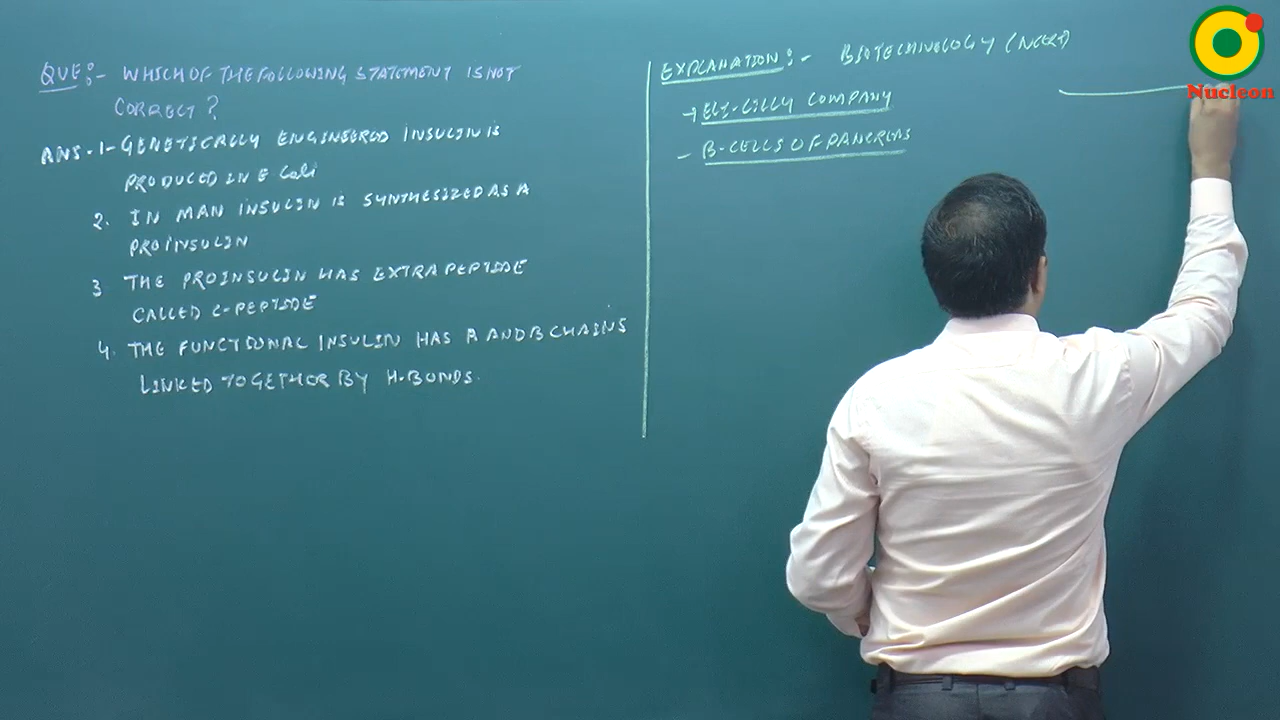 QUE:- WHICH OF THE FOLLOWING STATEMENT IS NOT
CORRECT?
ANS. 1- GENETICALLY ENGINEERED INSULIN IS
PRODUCED IN E Coli
2. IN MAN INSULIN IS SYNTHESIZED AS A
PROINSULIN
3 THE PROINSULIN HAS EXTRA PEPTIDE
CALLED C-PEPTIDE
4. THE FUNCTIONAL INSULIN HAS A AND B CHAINS
LINKED TOGETHER BY H-BONDS.
EXPLANATION:- BIOTECHNOLOGY (NCERT)
→ ELI-LILLY COMPANY
- B-CELLS OF PANCREAS
Nucleon